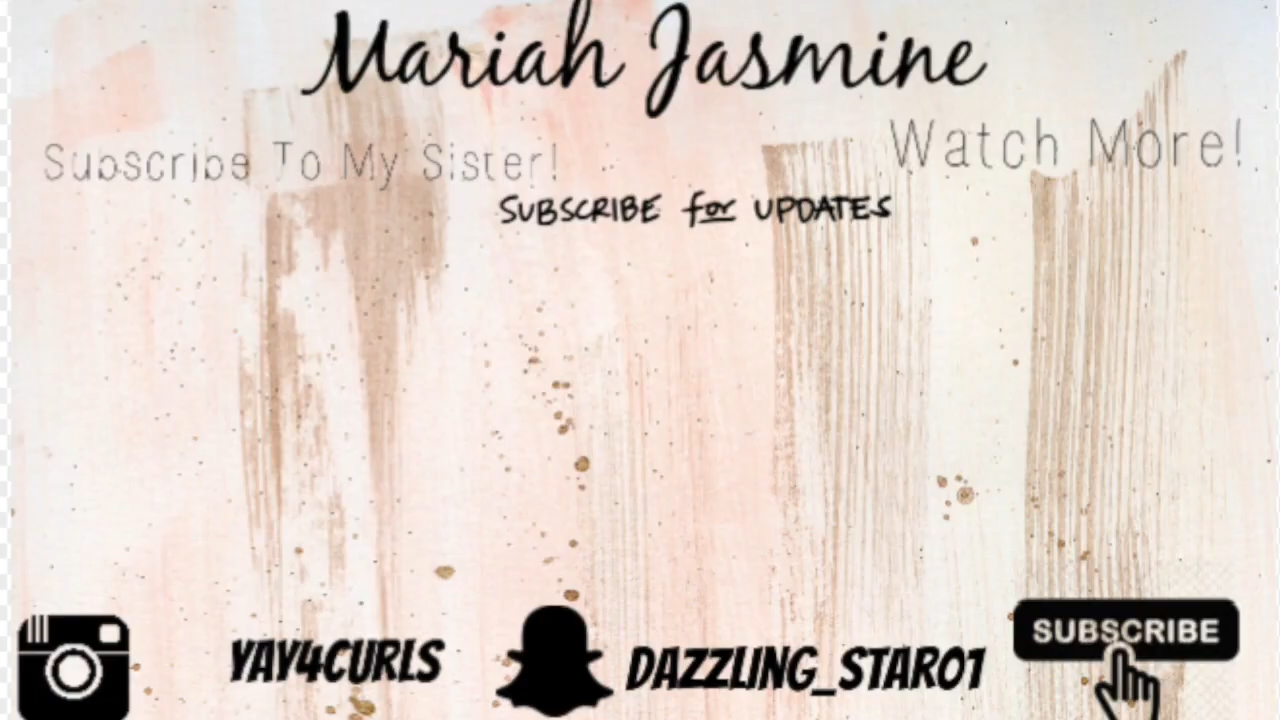 Mariah Jasmine
Subscribe To My Sister!
Watch More!
SUBSCRIBE for UPDATES
YAY4CURLS
DAZZLING_STAR01
SUBSCRIBE